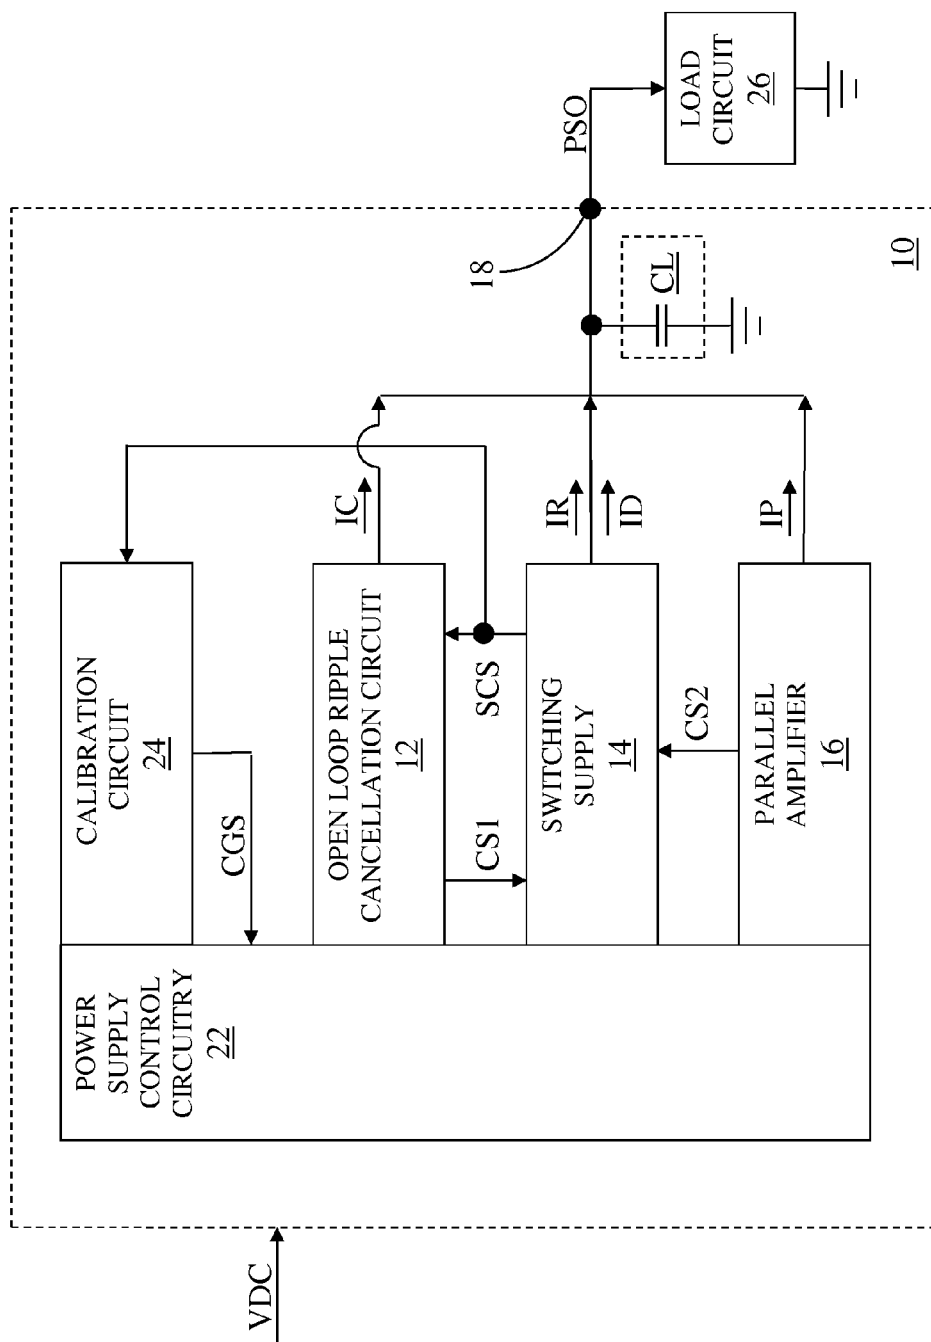 VDC
POWER
SUPPLY
CONTROL
CIRCUITRY
22
CALIBRATION
CIRCUIT
24
CGS
OPEN LOOP RIPPLE
CANCELLATION CIRCUIT
12
IC
CS1
SCS
SWITCHING
SUPPLY
14
IR
ID
CS2
PARALLEL
AMPLIFIER
16
IP
18
CL
10
PSO
LOAD
CIRCUIT
26